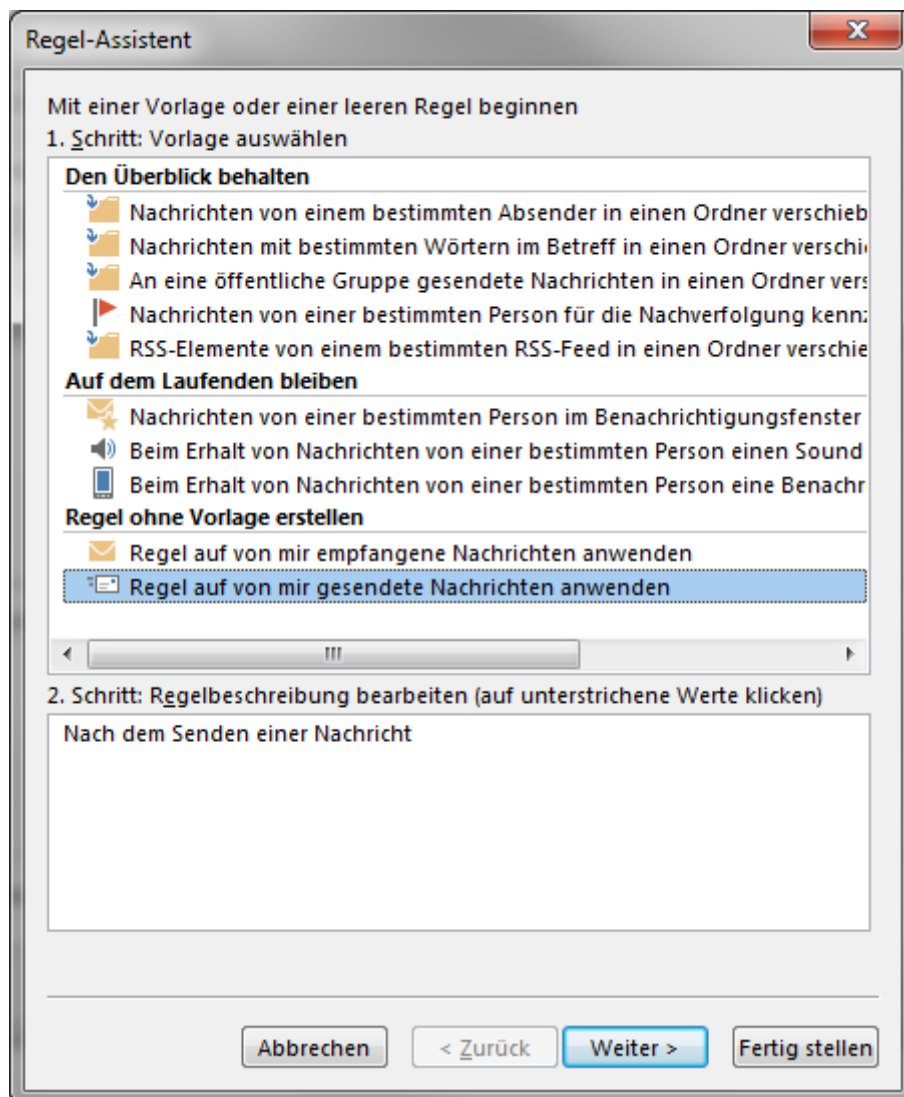 Regel-Assistent
Mit einer Vorlage oder einer leeren Regel beginnen
1. Schritt: Vorlage auswählen
Den Überblick behalten
Nachrichten von einem bestimmten Absender in einen Ordner verschieb
Nachrichten mit bestimmten Wörtern im Betreff in einen Ordner verschi
An eine öffentliche Gruppe gesendete Nachrichten in einen Ordner vers
Nachrichten von einer bestimmten Person für die Nachverfolgung kennz
RSS-Elemente von einem bestimmten RSS-Feed in einen Ordner verschie
Auf dem Laufenden bleiben
Nachrichten von einer bestimmten Person im Benachrichtigungsfenster
Beim Erhalt von Nachrichten von einer bestimmten Person einen Sound
Beim Erhalt von Nachrichten von einer bestimmten Person eine Benachr
Regel ohne Vorlage erstellen
Regel auf von mir empfangene Nachrichten anwenden
Regel auf von mir gesendete Nachrichten anwenden
2. Schritt: Regelbeschreibung bearbeiten (auf unterstrichene Werte klicken)
Nach dem Senden einer Nachricht
Abbrechen < Zurück Weiter > Fertig stellen